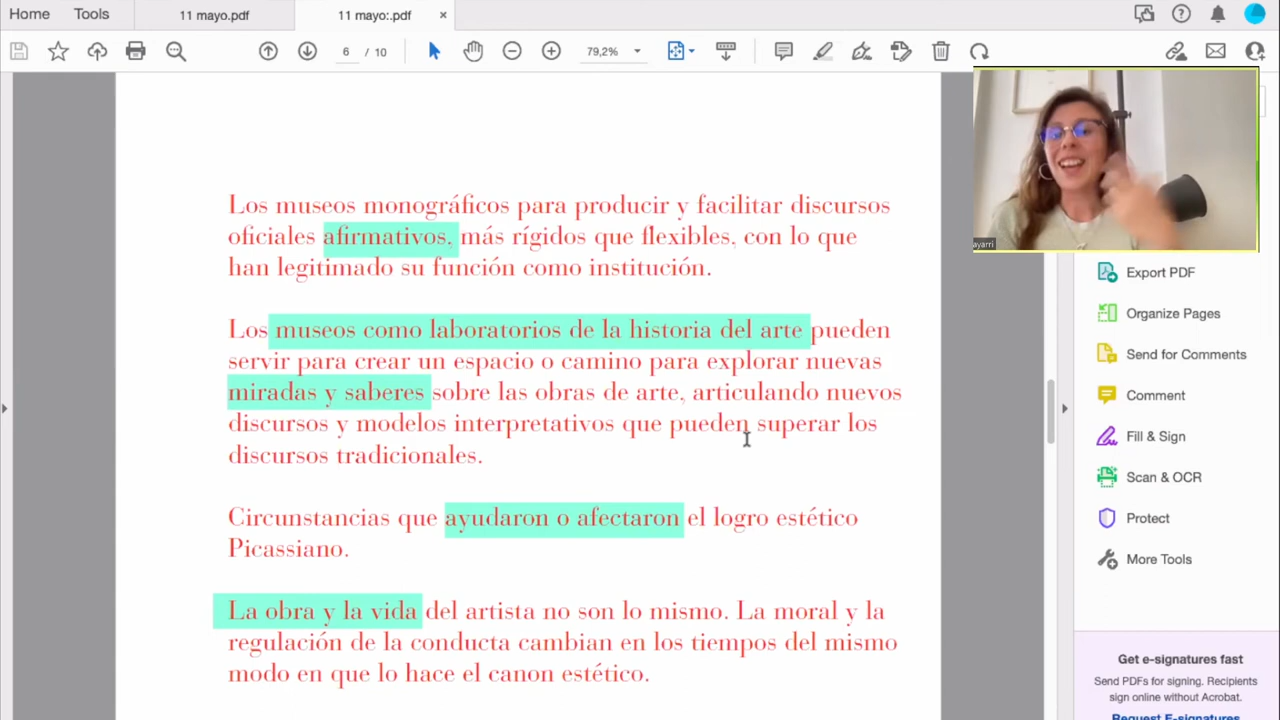 Home Tools 11 mayo.pdf 11 mayo:.pdf ×
6 / 10 79,2%
Los museos monográficos para producir y facilitar discursos
oficiales afirmativos, más rígidos que flexibles, con lo que
han legitimado su función como institución.
Los museos como laboratorios de la historia del arte pueden
servir para crear un espacio o camino para explorar nuevas
miradas y saberes sobre las obras de arte, articulando nuevos
discursos y modelos interpretativos que pueden superar los
discursos tradicionales.
Circunstancias que ayudaron o afectaron el logro estético
Picassiano.
La obra y la vida del artista no son lo mismo. La moral y la
regulación de la conducta cambian en los tiempos del mismo
modo en que lo hace el canon estético.
ayarri
Export PDF
Organize Pages
Send for Comments
Comment
Fill & Sign
Scan & OCR
Protect
More Tools
Get e-signatures fast
Send PDFs for signing. Recipients
sign online without Acrobat.
Request E-signatures